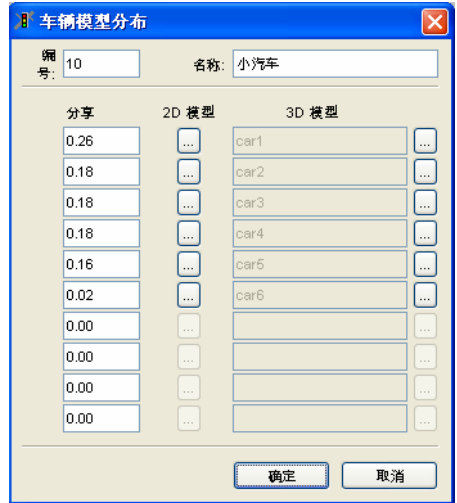 车辆模型分布
编号: 10 名称: 小汽车
分享 2D 模型 3D 模型
0.26 ... car1 ...
0.18 ... car2 ...
0.18 ... car3 ...
0.18 ... car4 ...
0.16 ... car5 ...
0.02 ... car6 ...
0.00 ... ...
0.00 ... ...
0.00 ... ...
0.00 ... ...
确定 取消